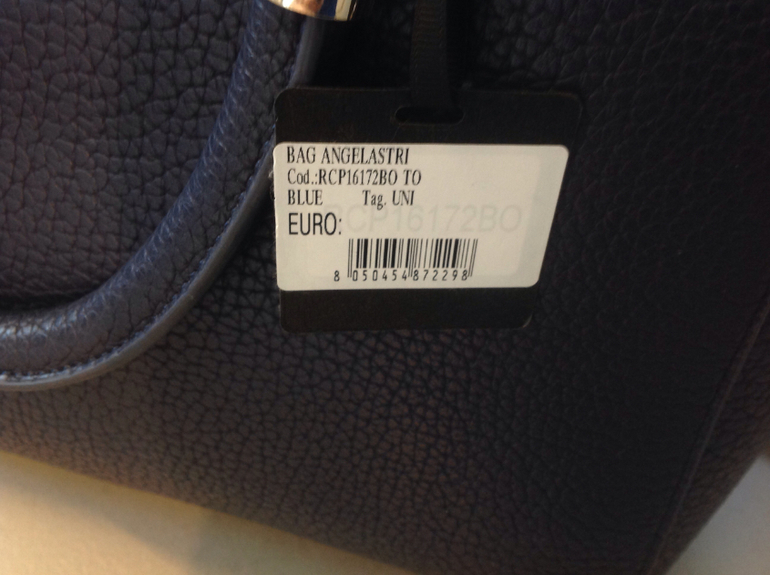 BAG ANGELASTRI
Cod.:RCP16172BO TO
BLUE Tag. UNI
RCP16172BO
EURO:
8 050454 872298